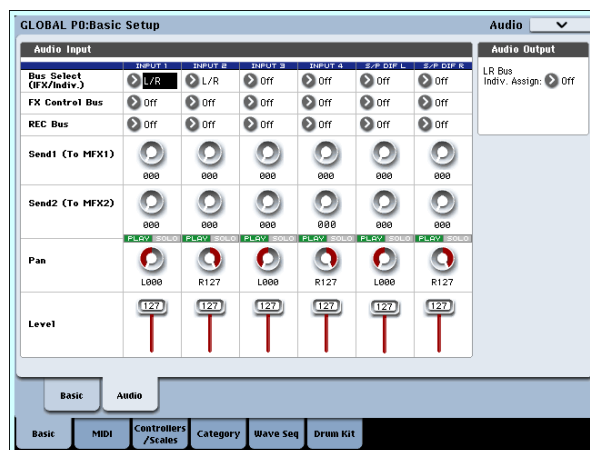 GLOBAL P0:Basic Setup Audio
Audio Input Audio Output
INPUT 1 INPUT 2 INPUT 3 INPUT 4 S/P DIF L S/P DIF R
Bus Select (IFX/Indiv.) L/R L/R Off Off Off Off
LR Bus Indiv. Assign: Off
FX Control Bus Off Off Off Off Off Off
REC Bus Off Off Off Off Off Off
Send1 (To MFX1)
000 000 000 000 000 000
Send2 (To MFX2)
000 000 000 000 000 000
PLAY SOLO PLAY SOLO PLAY SOLO PLAY SOLO PLAY SOLO PLAY SOLO
Pan
L000 R127 L000 R127 L000 R127
127 127 127 127 127 127
Level
Basic Audio
Basic MIDI Controllers /Scales Category Wave Seq Drum Kit